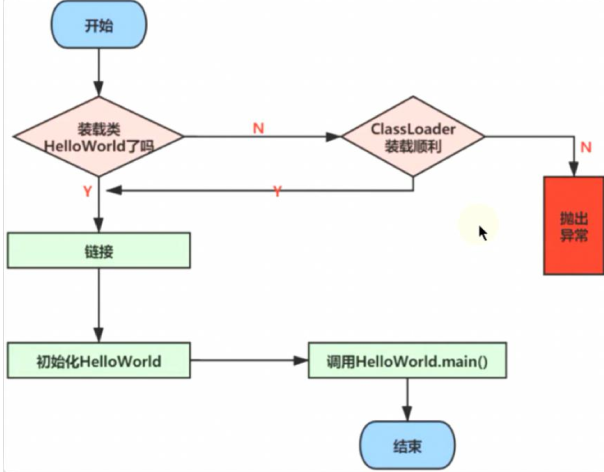 开始
装载类
HelloWorld了吗
N
ClassLoader
装载顺利
N
Y
Y
抛出
异常
链接
初始化HelloWorld
调用HelloWorld.main()
结束